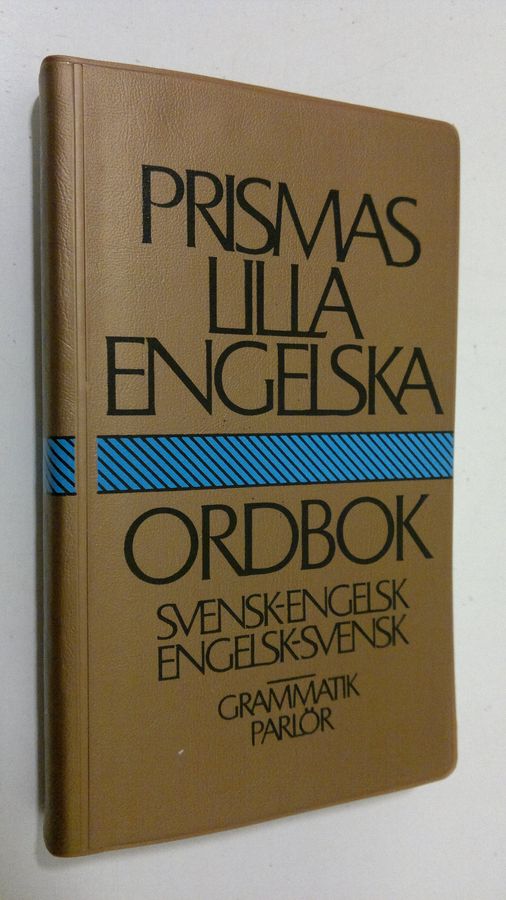 PRISMAS
LILLA
ENGELSKA
ORDBOK
SVENSK-ENGELSK
ENGELSK-SVENSK
GRAMMATIK
PARLÖR